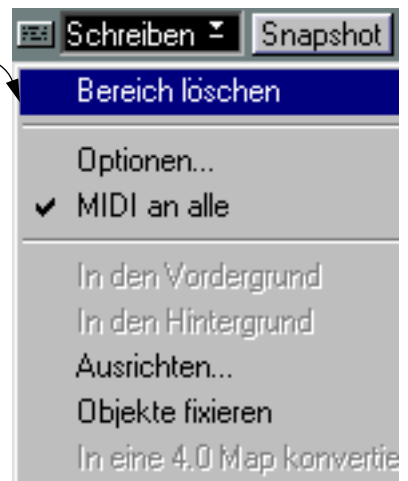 Schreiben Snapshot
Bereich löschen
Optionen...
MIDI an alle
In den Vordergrund
In den Hintergrund
Ausrichten...
Objekte fixieren
In eine 4.0 Map konvertie